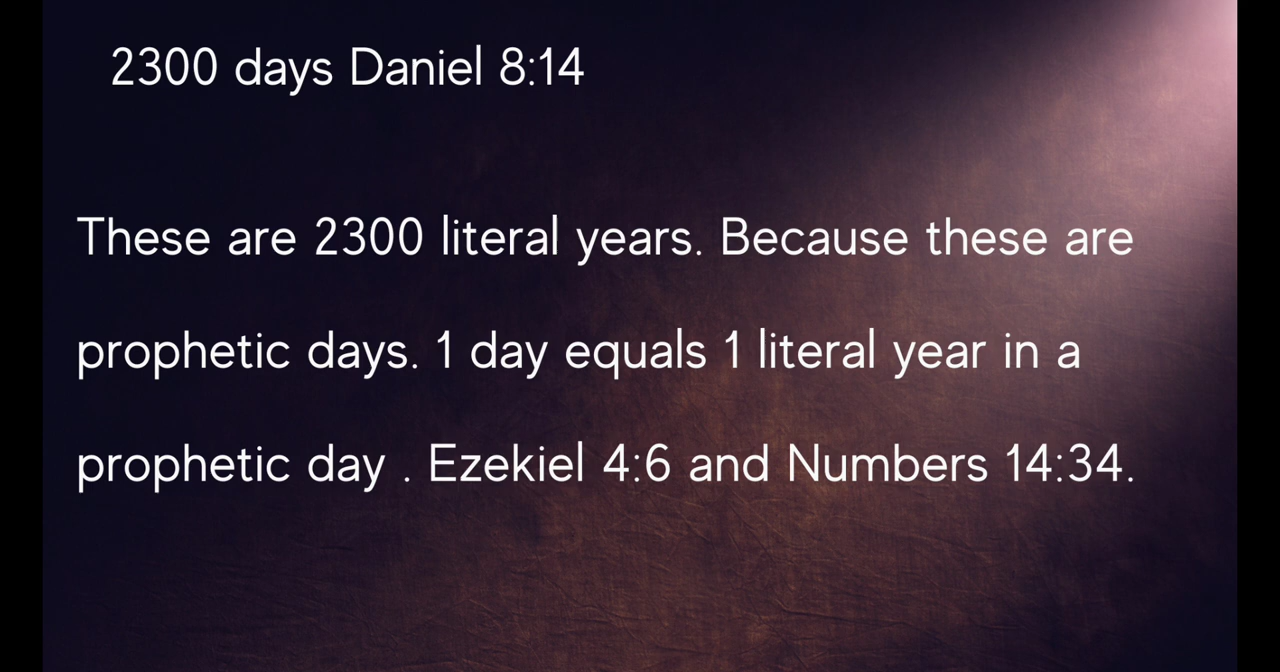 2300 days Daniel 8:14
These are 2300 literal years. Because these are
prophetic days. 1 day equals 1 literal year in a
prophetic day . Ezekiel 4:6 and Numbers 14:34.